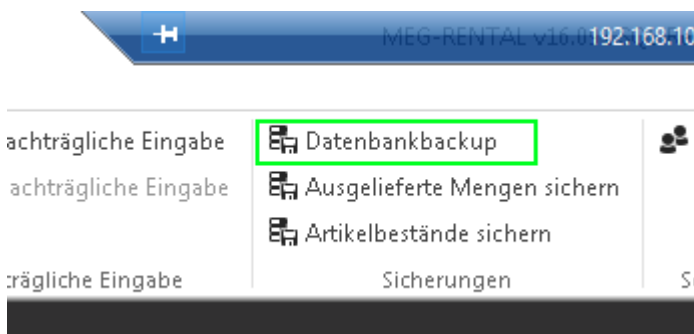 MEG-RENTAL v16.0 192.168.10
achträgliche Eingabe
Datenbankbackup
achträgliche Eingabe
Ausgelieferte Mengen sichern
Artikelbestände sichern
trägliche Eingabe
Sicherungen